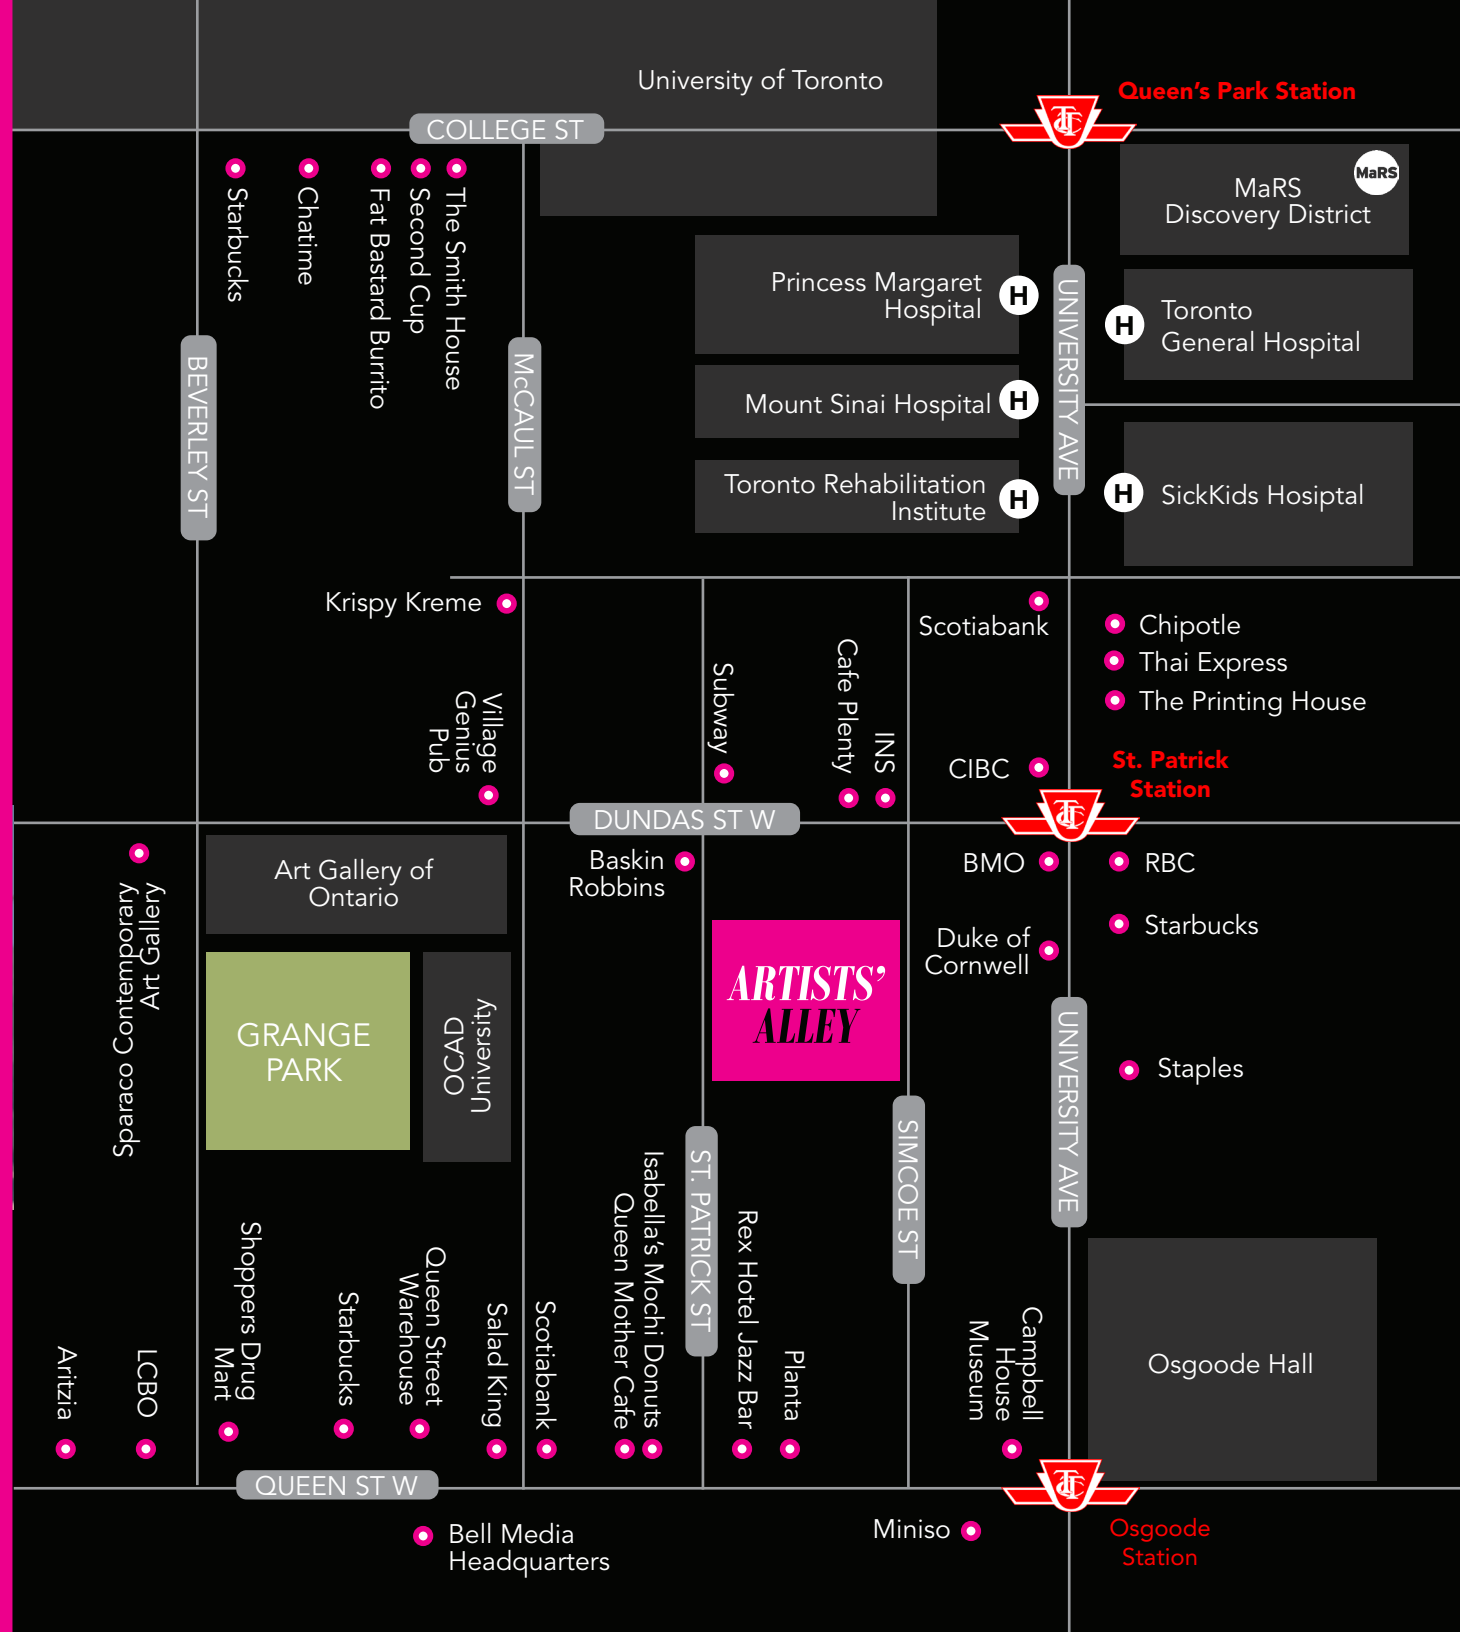 University of Toronto
Queen's Park Station
COLLEGE ST
TTC
MaRS
MaRS
Discovery District
Starbucks
Chatime
Fat Bastard Burrito
Second Cup
The Smith House
Princess Margaret
Hospital
H
UNIVERSITY AVE
H
Toronto
General Hospital
BEVERLEY ST
McCAUL ST
Mount Sinai Hospital
H
Toronto Rehabilitation
Institute
H
H
SickKids Hosiptal
Krispy Kreme
Scotiabank
Chipotle
Thai Express
The Printing House
Village
Genius
Pub
Subway
Cafe Plenty
INS
CIBC
St. Patrick
Station
DUNDAS ST W
TTC
Sparaco Contemporary
Art Gallery
Art Gallery of
Ontario
Baskin
Robbins
BMO
RBC
Starbucks
Duke of
Cornwell
GRANGE
PARK
OCAD
University
ARTISTS'
ALLEY
UNIVERSITY AVE
Staples
ST. PATRICK ST
SIMCOE ST
Aritzia
LCBO
Shoppers Drug
Mart
Starbucks
Queen Street
Warehouse
Salad King
Scotiabank
Queen Mother Cafe
Isabella's Mochi Donuts
Rex Hotel Jazz Bar
Planta
Campbell
House
Museum
Osgoode Hall
QUEEN ST W
TTC
Bell Media
Headquarters
Miniso
Osgoode
Station